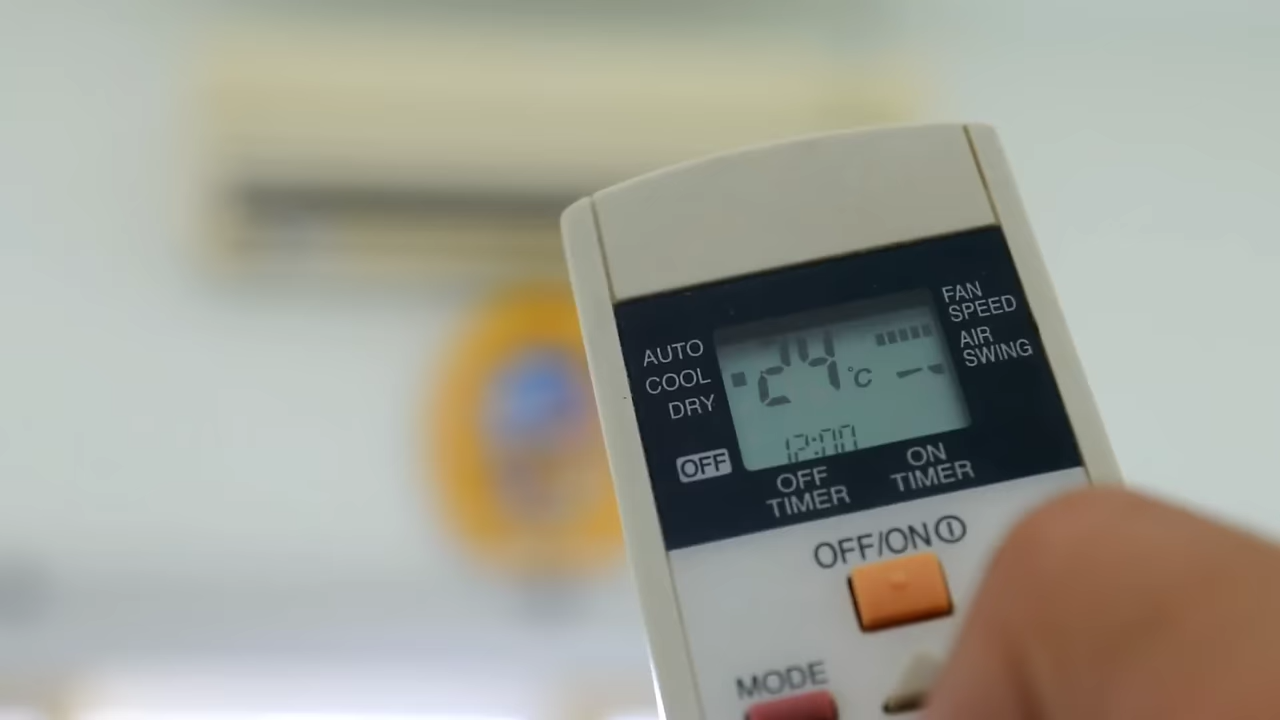 AUTO
COOL
DRY
OFF
24 °C
12:00
FAN
SPEED
AIR
SWING
OFF
TIMER
ON
TIMER
OFF/ON
MODE